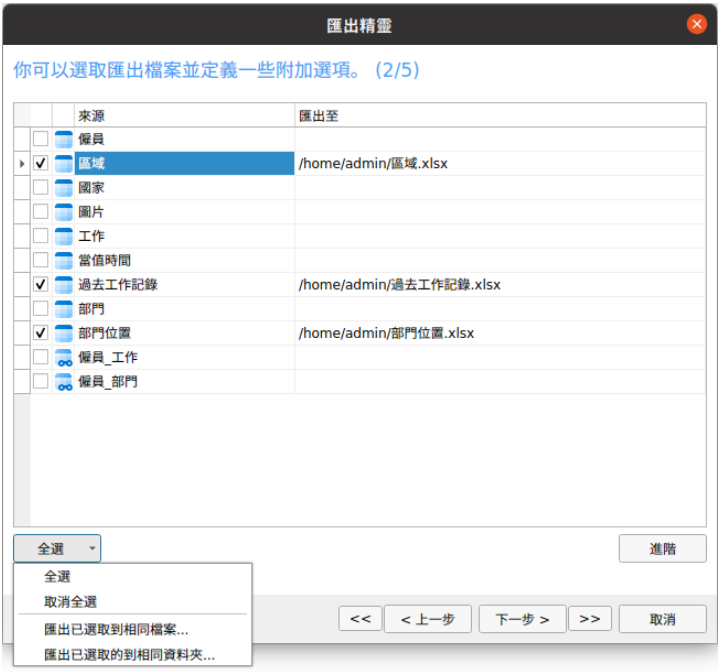 匯出精靈
你可以選取匯出檔案並定義一些附加選項。 (2/5)
來源 匯出至
僱員
區域 /home/admin/區域.xlsx
國家
圖片
工作
當值時間
過去工作記錄 /home/admin/過去工作記錄.xlsx
部門
部門位置 /home/admin/部門位置.xlsx
僱員_工作
僱員_部門
全選 進階
全選
取消全選
匯出已選取到相同檔案...
匯出已選取的到相同資料夾...
<< < 上一步 下一步 > >> 取消